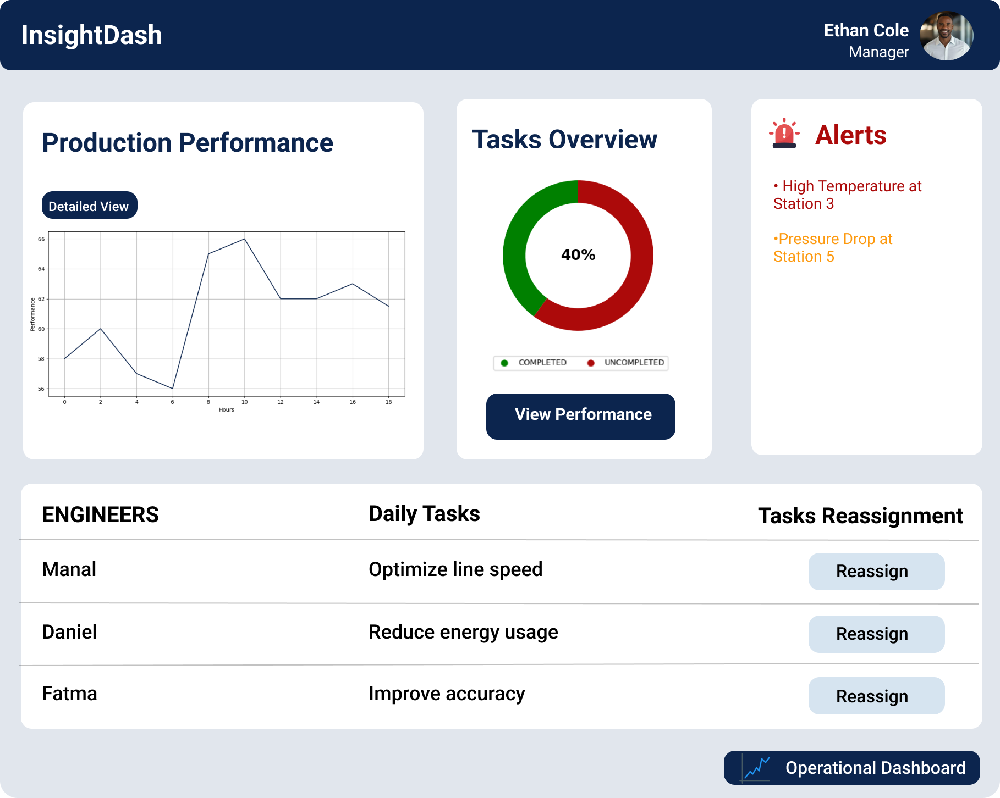 InsightDash
Ethan Cole
Manager
Production Performance
Detailed View
66
64
62
60
58
56
Performance
0 2 4 6 8 10 12 14 16 18
Hours
Tasks Overview
40%
COMPLETED UNCOMPLETED
View Performance
Alerts
• High Temperature at
Station 3
•Pressure Drop at
Station 5
ENGINEERS Daily Tasks Tasks Reassignment
Manal Optimize line speed Reassign
Daniel Reduce energy usage Reassign
Fatma Improve accuracy Reassign
Operational Dashboard